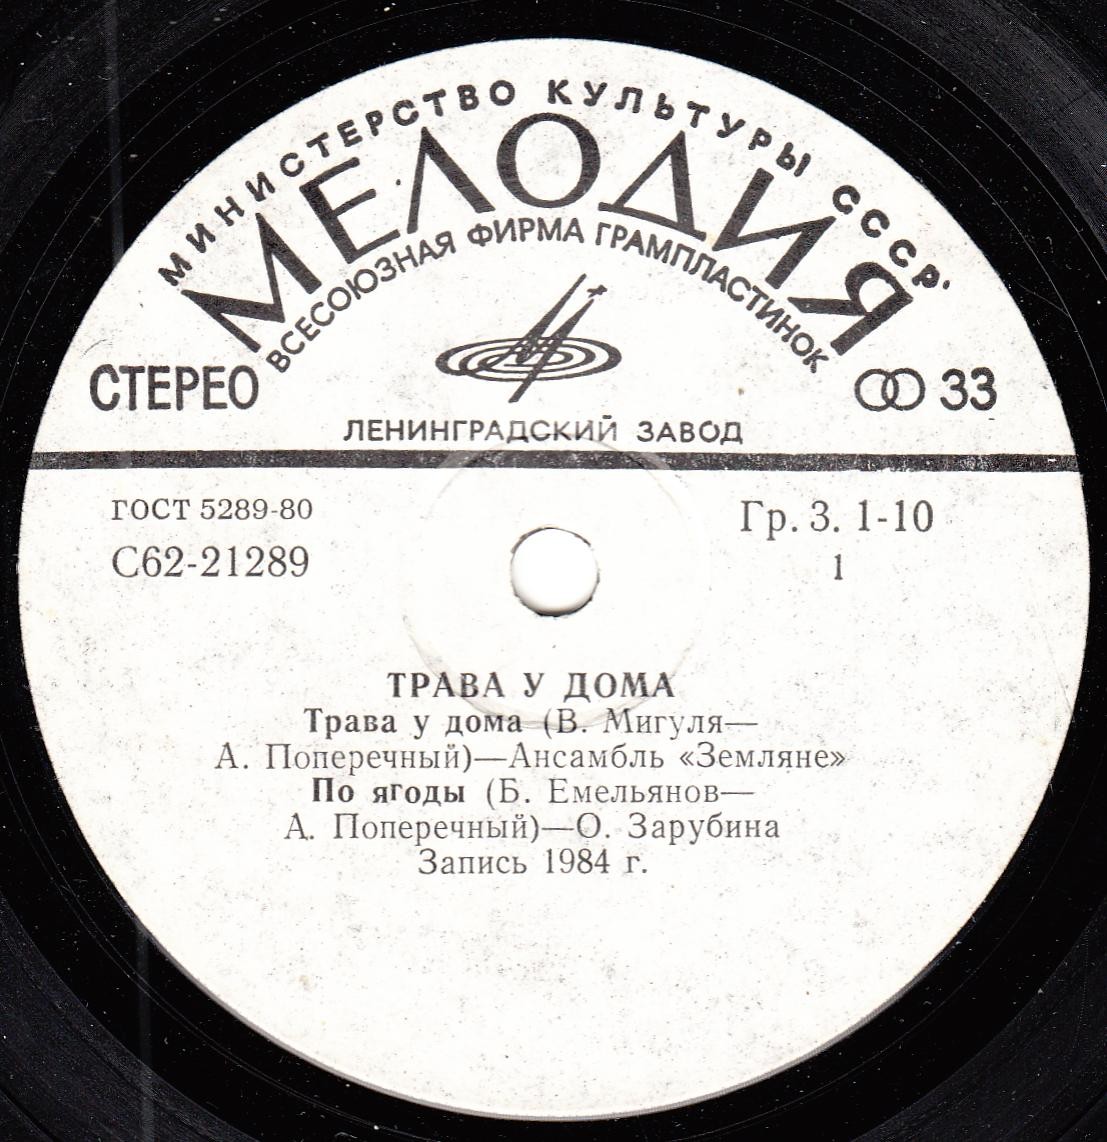 МИНИСТЕРСТВО КУЛЬТУРЫ СССР.
МЕЛОДИЯ
ВСЕСОЮЗНАЯ ФИРМА ГРАМПЛАСТИНОК
СТЕРЕО 33
ЛЕНИНГРАДСКИЙ ЗАВОД
ГОСТ 5289-80 Гр. 3. 1-10
С62-21289 1
ТРАВА У ДОМА
Трава у дома (В. Мигуля—
А. Поперечный)—Ансамбль «Земляне»
По ягоды (Б. Емельянов—
А. Поперечный)—О. Зарубина
Запись 1984 г.